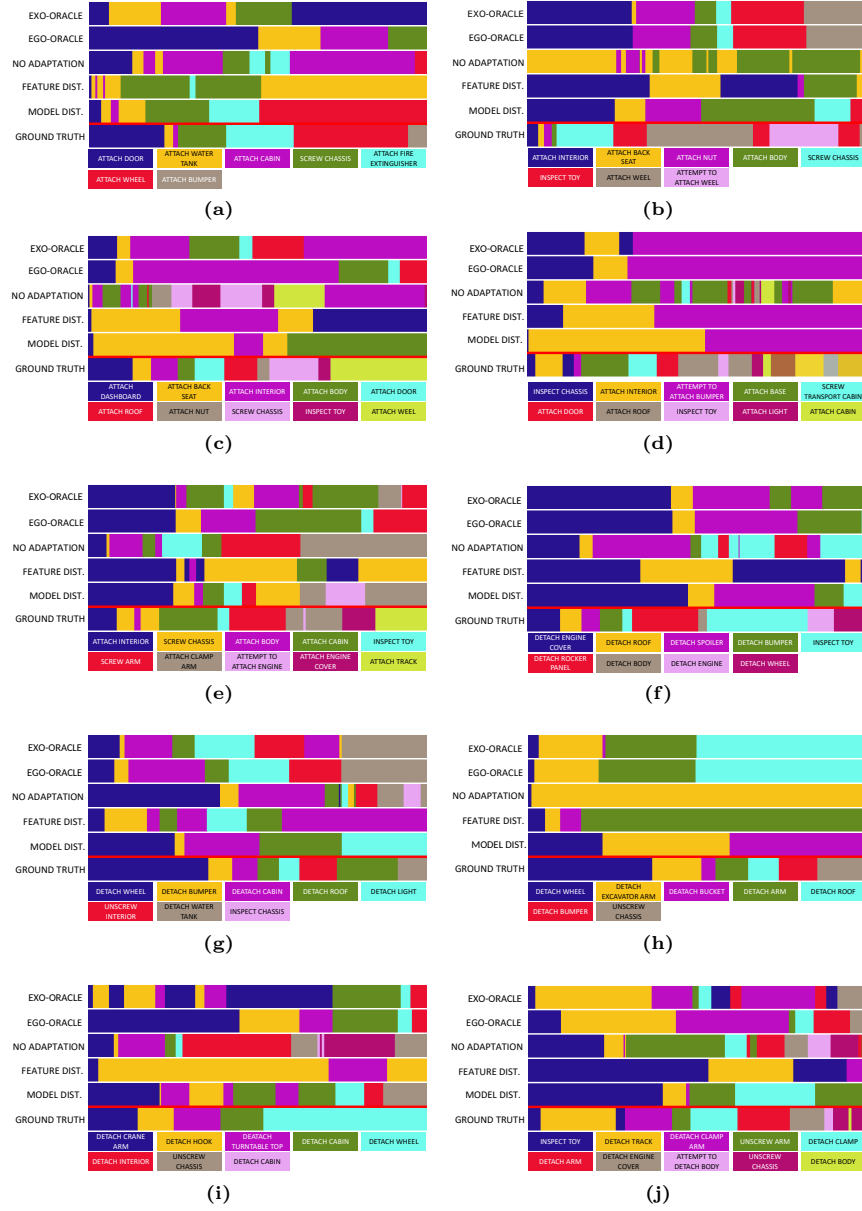 EXO-ORACLE
EGO-ORACLE
NO ADAPTATION
FEATURE DIST.
MODEL DIST.
GROUND TRUTH
ATTACH DOOR
ATTACH WATER TANK
ATTACH CABIN
SCREW CHASSIS
ATTACH FIRE EXTINGUISHER
ATTACH WHEEL
ATTACH BUMPER
(a)
EXO-ORACLE
EGO-ORACLE
NO ADAPTATION
FEATURE DIST.
MODEL DIST.
GROUND TRUTH
ATTACH INTERIOR
ATTACH BACK SEAT
ATTACH NUT
ATTACH BODY
SCREW CHASSIS
INSPECT TOY
ATTACH WEEL
ATTEMPT TO ATTACH WEEL
(b)
EXO-ORACLE
EGO-ORACLE
NO ADAPTATION
FEATURE DIST.
MODEL DIST.
GROUND TRUTH
ATTACH DASHBOARD
ATTACH BACK SEAT
ATTACH INTERIOR
ATTACH BODY
ATTACH DOOR
ATTACH ROOF
ATTACH NUT
SCREW CHASSIS
INSPECT TOY
ATTACH WEEL
(c)
EXO-ORACLE
EGO-ORACLE
NO ADAPTATION
FEATURE DIST.
MODEL DIST.
GROUND TRUTH
INSPECT CHASSIS
ATTACH INTERIOR
ATTEMPT TO ATTACH BUMPER
ATTACH BASE
SCREW TRANSPORT CABIN
ATTACH DOOR
ATTACH ROOF
INSPECT TOY
ATTACH LIGHT
ATTACH CABIN
(d)
EXO-ORACLE
EGO-ORACLE
NO ADAPTATION
FEATURE DIST.
MODEL DIST.
GROUND TRUTH
ATTACH INTERIOR
SCREW CHASSIS
ATTACH BODY
ATTACH CABIN
INSPECT TOY
SCREW ARM
ATTACH CLAMP ARM
ATTEMPT TO ATTACH ENGINE
ATTACH ENGINE COVER
ATTACH TRACK
(e)
EXO-ORACLE
EGO-ORACLE
NO ADAPTATION
FEATURE DIST.
MODEL DIST.
GROUND TRUTH
DETACH ENGINE COVER
DETACH ROOF
DETACH SPOILER
DETACH BUMPER
INSPECT TOY
DETACH ROCKER PANEL
DETACH BODY
DETACH ENGINE
DETACH WHEEL
(f)
EXO-ORACLE
EGO-ORACLE
NO ADAPTATION
FEATURE DIST.
MODEL DIST.
GROUND TRUTH
DETACH WHEEL
DETACH BUMPER
DEATACH CABIN
DETACH ROOF
DETACH LIGHT
UNSCREW INTERIOR
DETACH WATER TANK
INSPECT CHASSIS
(g)
EXO-ORACLE
EGO-ORACLE
NO ADAPTATION
FEATURE DIST.
MODEL DIST.
GROUND TRUTH
DETACH WHEEL
DETACH EXCAVATOR ARM
DEATACH BUCKET
DETACH ARM
DETACH ROOF
DETACH BUMPER
UNSCREW CHASSIS
(h)
EXO-ORACLE
EGO-ORACLE
NO ADAPTATION
FEATURE DIST.
MODEL DIST.
GROUND TRUTH
DETACH CRANE ARM
DETACH HOOK
DEATACH TURNTABLE TOP
DETACH CABIN
DETACH WHEEL
DETACH INTERIOR
UNSCREW CHASSIS
DETACH CABIN
(i)
EXO-ORACLE
EGO-ORACLE
NO ADAPTATION
FEATURE DIST.
MODEL DIST.
GROUND TRUTH
INSPECT TOY
DETACH TRACK
DEATACH CLAMP ARM
UNSCREW ARM
DETACH CLAMP
DETACH ARM
DETACH ENGINE COVER
ATTEMPT TO DETACH BODY
UNSCREW CHASSIS
DETACH BODY
(j)